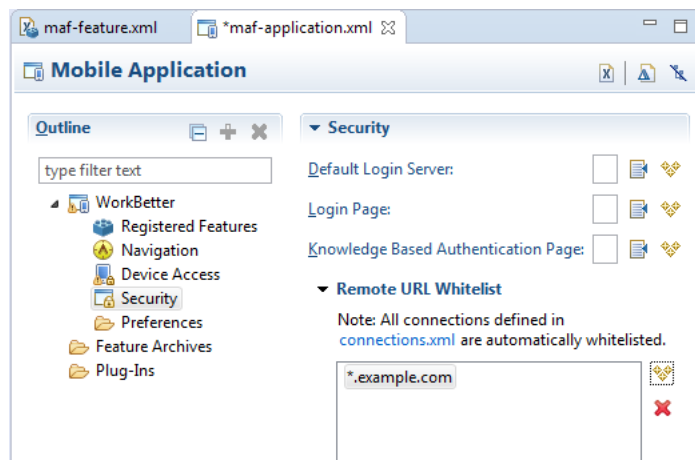 maf-feature.xml
*maf-application.xml
Mobile Application
Outline
type filter text
WorkBetter
Registered Features
Navigation
Device Access
Security
Preferences
Feature Archives
Plug-Ins
Security
Default Login Server:
Login Page:
Knowledge Based Authentication Page:
Remote URL Whitelist
Note: All connections defined in
connections.xml are automatically whitelisted.
*.example.com